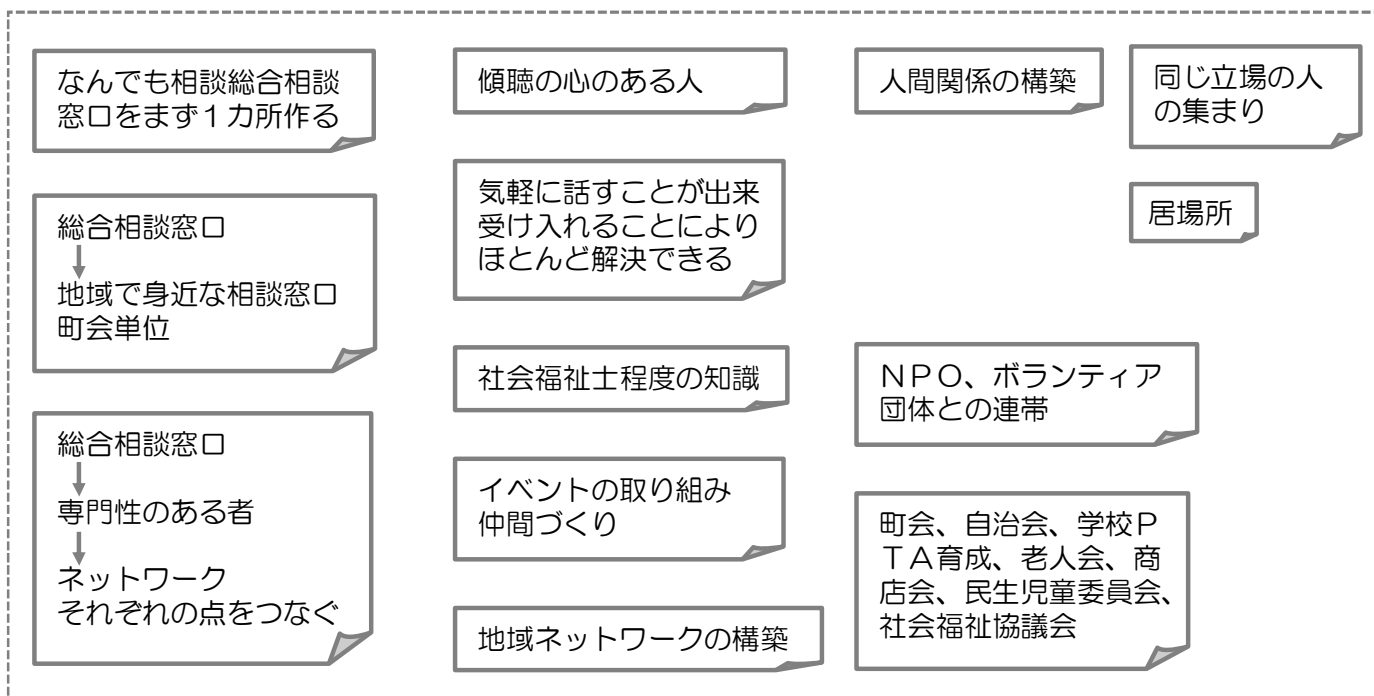 なんでも相談総合相談
窓口をまず１カ所作る
総合相談窓口
地域で身近な相談窓口
町会単位
総合相談窓口
専門性のある者
ネットワーク
それぞれの点をつなぐ
傾聴の心のある人
気軽に話すことが出来
受け入れることにより
ほとんど解決できる
社会福祉士程度の知識
イベントの取り組み
仲間づくり
地域ネットワークの構築
人間関係の構築
同じ立場の人
の集まり
居場所
ＮＰＯ、ボランティア
団体との連帯
町会、自治会、学校Ｐ
ＴＡ育成、老人会、商
店会、民生児童委員会、
社会福祉協議会